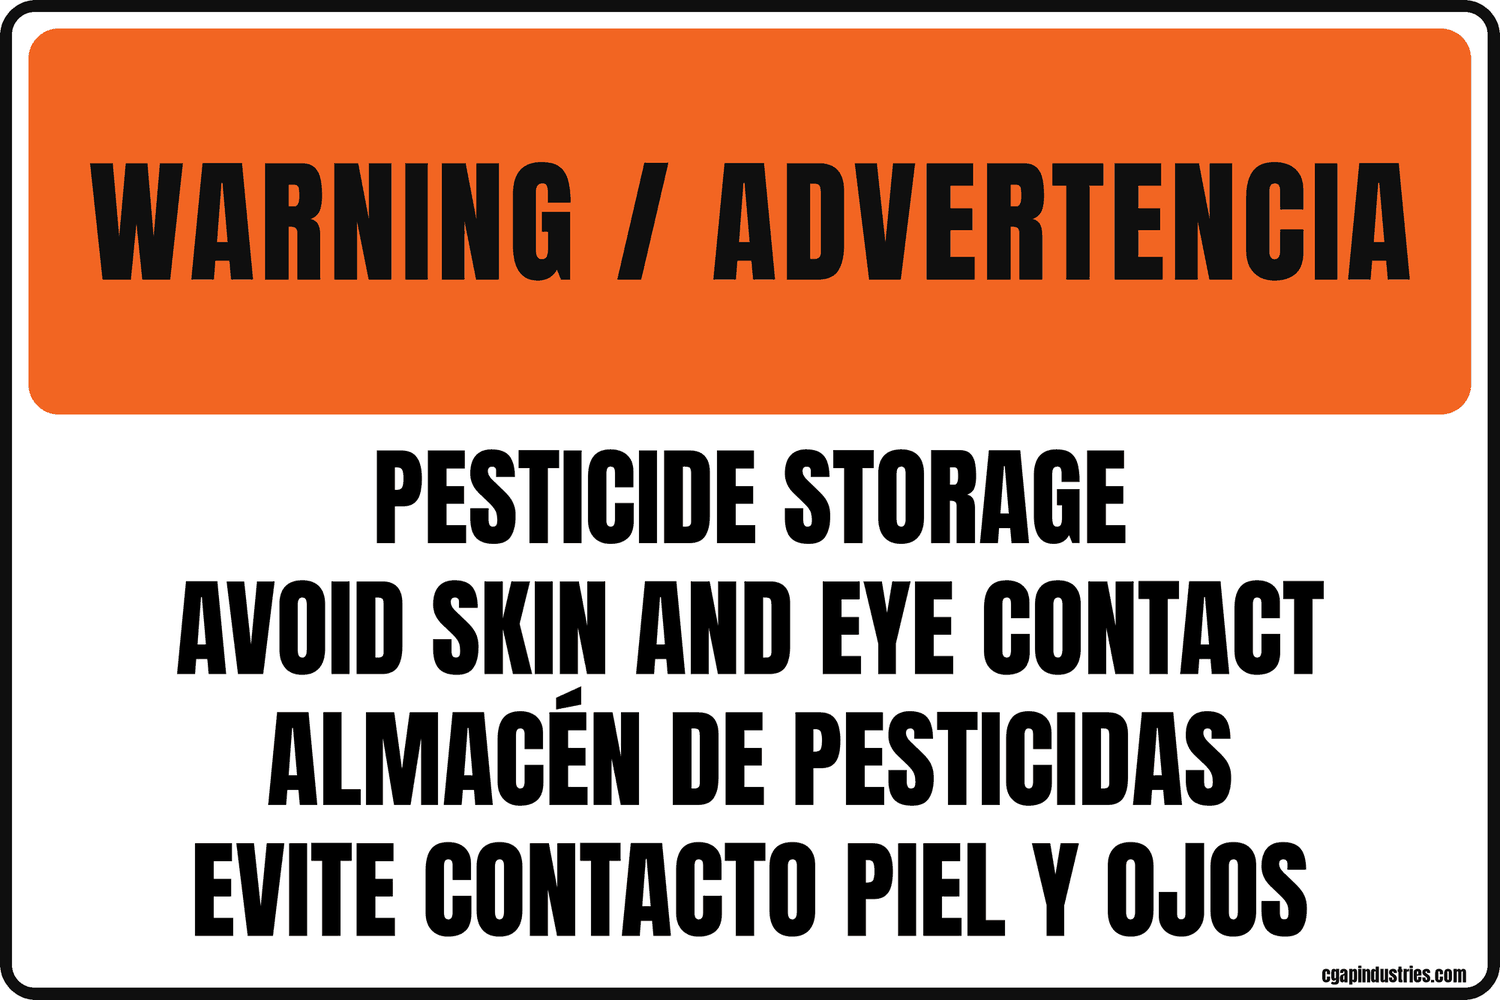 WARNING / ADVERTENCIA
PESTICIDE STORAGE
AVOID SKIN AND EYE CONTACT
ALMACÉN DE PESTICIDAS
EVITE CONTACTO PIEL Y OJOS
cgapindustries.com